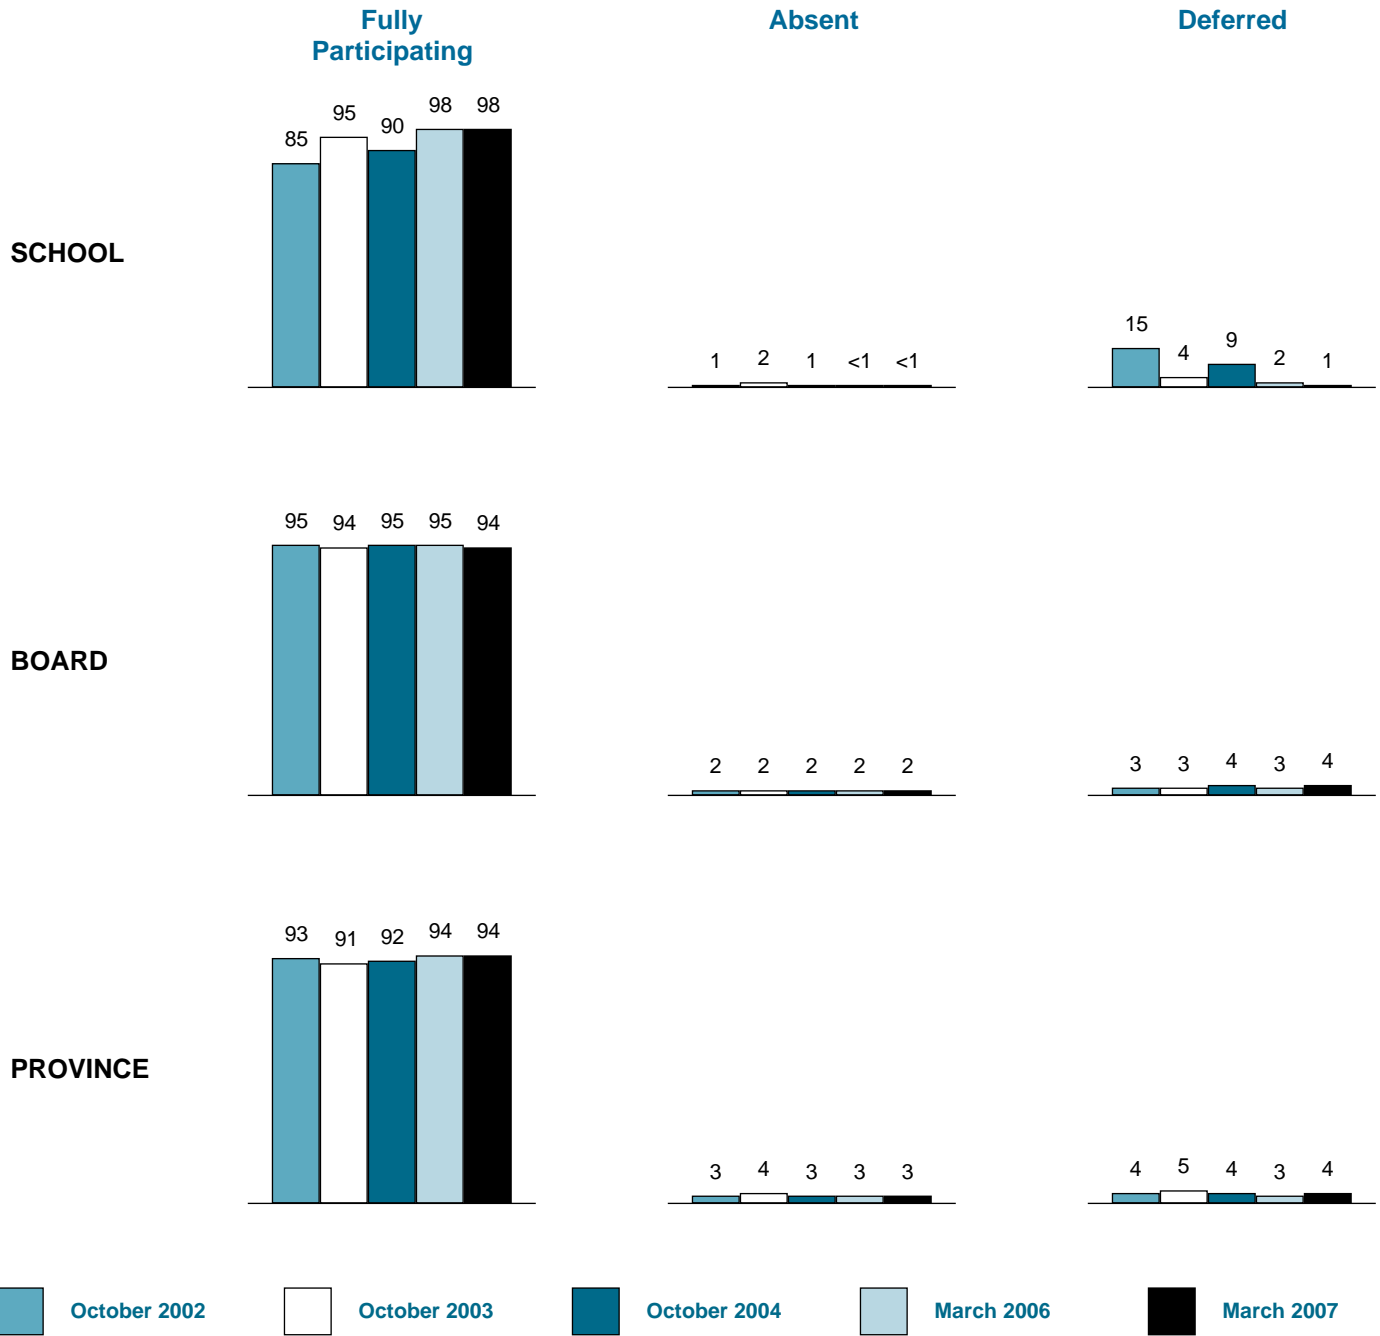 Fully
Participating
Absent
Deferred
SCHOOL
85 95 90 98 98
1 2 1 <1 <1
15 4 9 2 1
BOARD
95 94 95 95 94
2 2 2 2 2
3 3 4 3 4
PROVINCE
93 91 92 94 94
3 4 3 3 3
4 5 4 3 4
October 2002
October 2003
October 2004
March 2006
March 2007